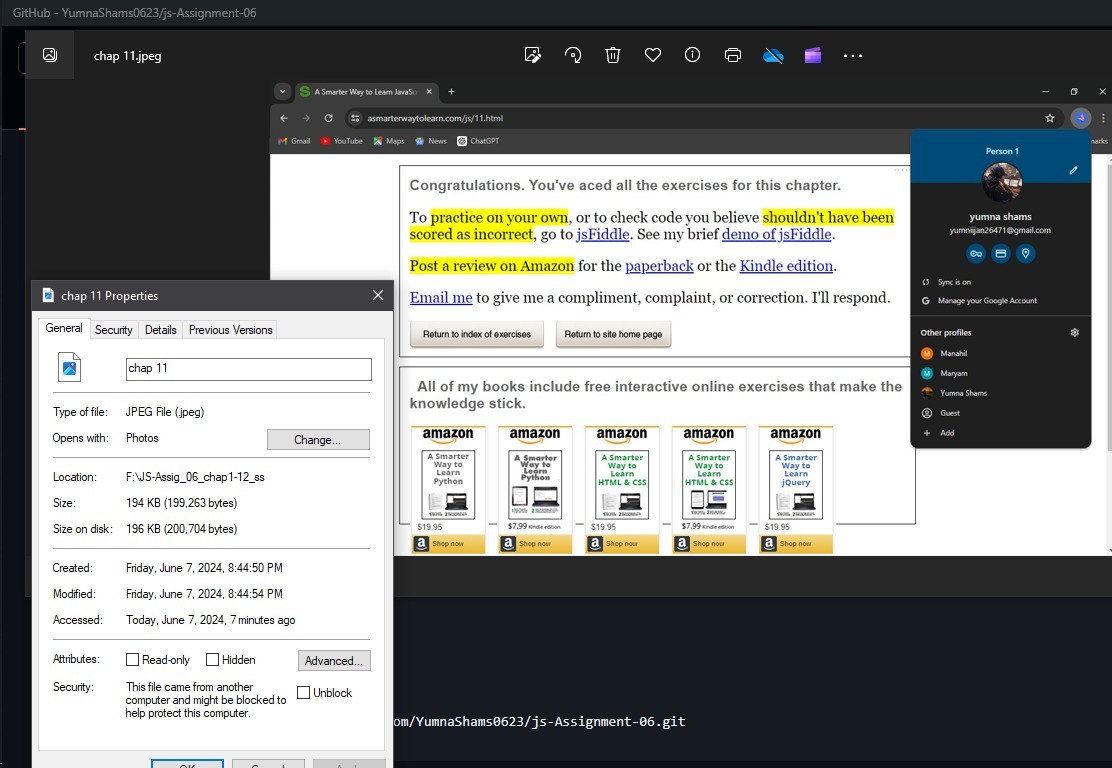 GitHub - YumnaShams0623/js-Assignment-06
chap 11.jpeg
A Smarter Way to Learn JavaSc
asmarterwaytolearn.com/js/11.html
Gmail YouTube Maps News ChatGPT
Congratulations. You've aced all the exercises for this chapter.
To practice on your own, or to check code you believe shouldn't have been
scored as incorrect, go to jsFiddle. See my brief demo of jsFiddle.
Post a review on Amazon for the paperback or the Kindle edition.
Email me to give me a compliment, complaint, or correction. I'll respond.
Return to index of exercises Return to site home page
All of my books include free interactive online exercises that make the
knowledge stick.
amazon amazon amazon amazon amazon
A Smarter Way to Learn Python
A Smarter Way to Learn Python
A Smarter Way to Learn HTML & CSS
A Smarter Way to Learn HTML & CSS
A Smarter Way to Learn jQuery
$19.95 $7.99 Kindle edition $19.95 $7.99 Kindle edition $19.95
Shop now Shop now Shop now Shop now Shop now
Person 1
yumna shams
yumniijan26471@gmail.com
Sync is on
Manage your Google Account
Other profiles
M Manahil
M Maryam
Yumna Shams
Guest
Add
chap 11 Properties
General Security Details Previous Versions
chap 11
Type of file: JPEG File (.jpeg)
Opens with: Photos Change...
Location: F:\JS-Assig_06_chap1-12_ss
Size: 194 KB (199,263 bytes)
Size on disk: 196 KB (200,704 bytes)
Created: Friday, June 7, 2024, 8:44:50 PM
Modified: Friday, June 7, 2024, 8:44:54 PM
Accessed: Today, June 7, 2024, 7 minutes ago
Attributes: Read-only Hidden Advanced...
Security: This file came from another
computer and might be blocked to
help protect this computer.
Unblock
om/YumnaShams0623/js-Assignment-06.git